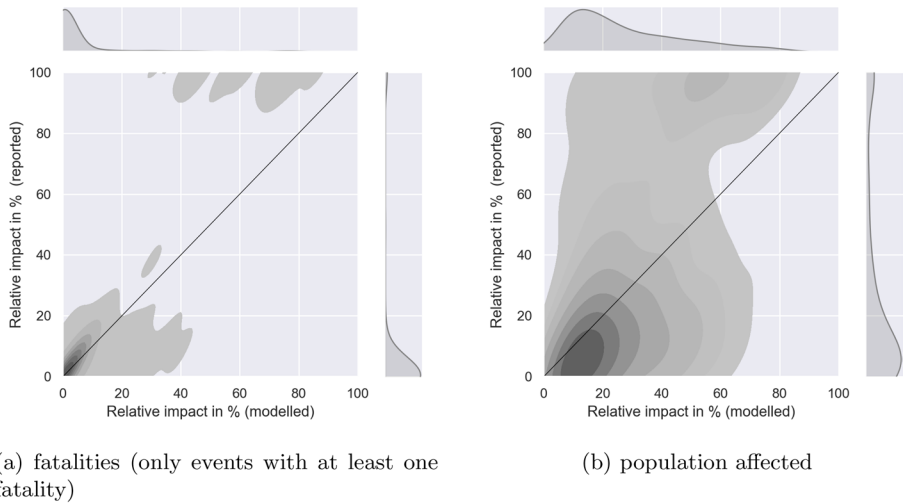 100
80
60
40
20
0
Relative impact in % (reported)
0 20 40 60 80 100
Relative impact in % (modelled)
100
80
60
40
20
0
Relative impact in % (reported)
0 20 40 60 80 100
Relative impact in % (modelled)
a) fatalities (only events with at least one
fatality)
(b) population affected